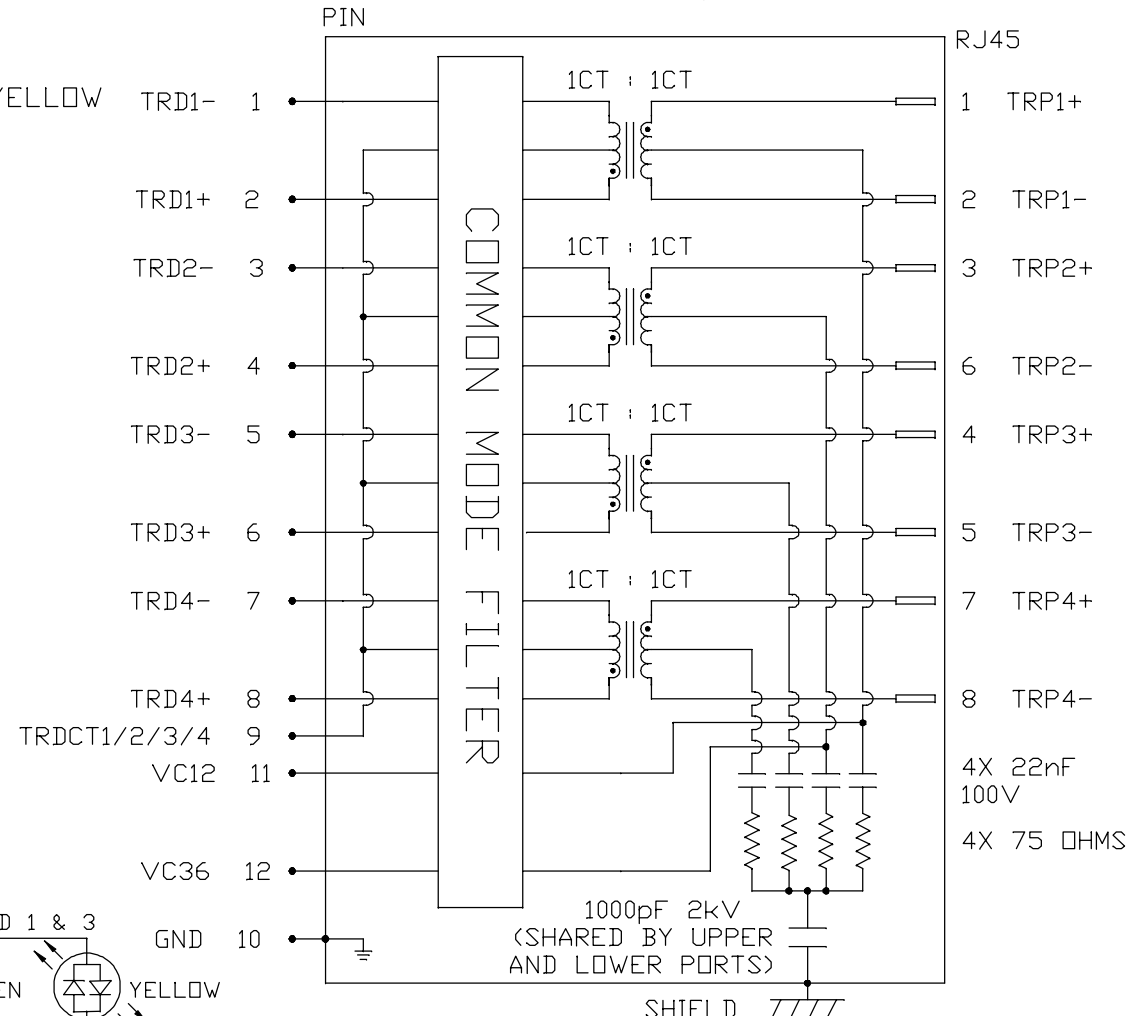 PIN
RJ45
1CT : 1CT
YELLOW TRD1- 1
1 TRP1+
TRD1+ 2
2 TRP1-
1CT : 1CT
TRD2- 3
3 TRP2+
TRD2+ 4
6 TRP2-
1CT : 1CT
TRD3- 5
4 TRP3+
TRD3+ 6
5 TRP3-
1CT : 1CT
TRD4- 7
7 TRP4+
TRD4+ 8
8 TRP4-
COMMON MODE FILTER
TRDCT1/2/3/4 9
VC12 11
4X 22nF
100V
4X 75 OHMS
VC36 12
1000pF 2kV
(SHARED BY UPPER
AND LOWER PORTS)
D 1 & 3
GND 10
EN YELLOW
SHIELD